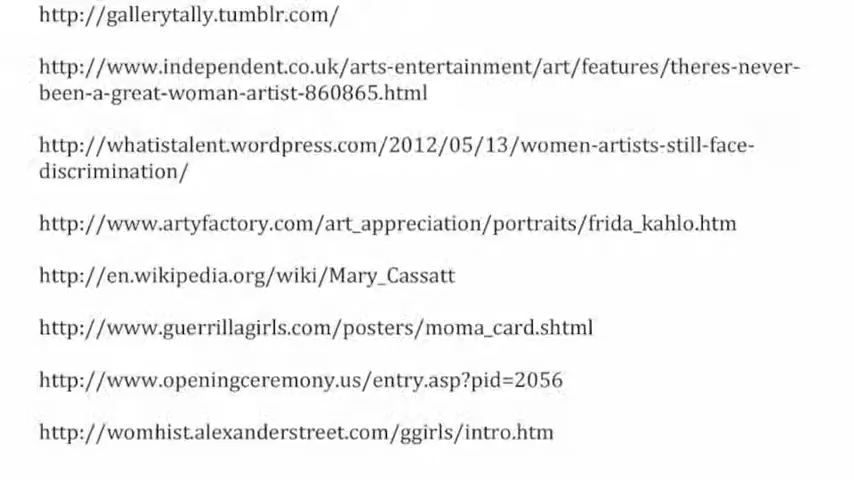 http://gallerytally.tumblr.com/
http://www.independent.co.uk/arts-entertainment/art/features/theres-never-
been-a-great-woman-artist-860865.html
http://whatistalent.wordpress.com/2012/05/13/women-artists-still-face-
discrimination/
http://www.artyfactory.com/art_appreciation/portraits/frida_kahlo.htm
http://en.wikipedia.org/wiki/Mary_Cassatt
http://www.guerrillagirls.com/posters/moma_card.shtml
http://www.openingceremony.us/entry.asp?pid=2056
http://womhist.alexanderstreet.com/ggirls/intro.htm